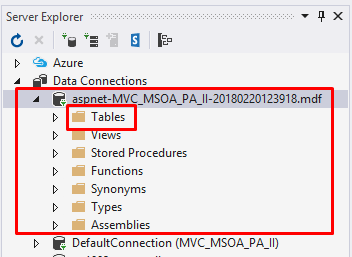 Server Explorer
Azure
Data Connections
aspnet-MVC_MSOA_PA_II-20180220123918.mdf
Tables
Views
Stored Procedures
Functions
Synonyms
Types
Assemblies
DefaultConnection (MVC_MSOA_PA_II)